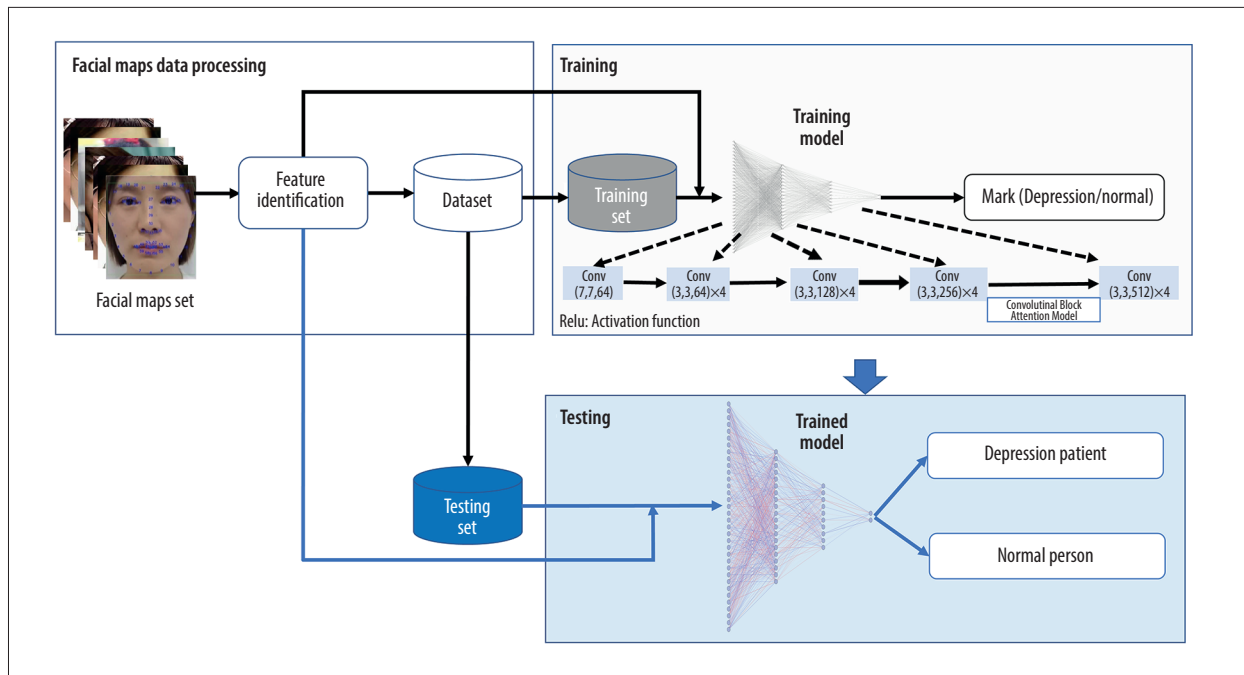 Facial maps data processing
Feature
identification
Dataset
Facial maps set
Training
Training
set
Training
model
Mark (Depression/normal)
Conv
(7,7,64)
Conv
(3,3,64)×4
Conv
(3,3,128)×4
Conv
(3,3,256)×4
Conv
(3,3,512)×4
Convolutinal Block
Attention Model
Relu: Activation function
Testing
set
Testing
Trained
model
Depression patient
Normal person